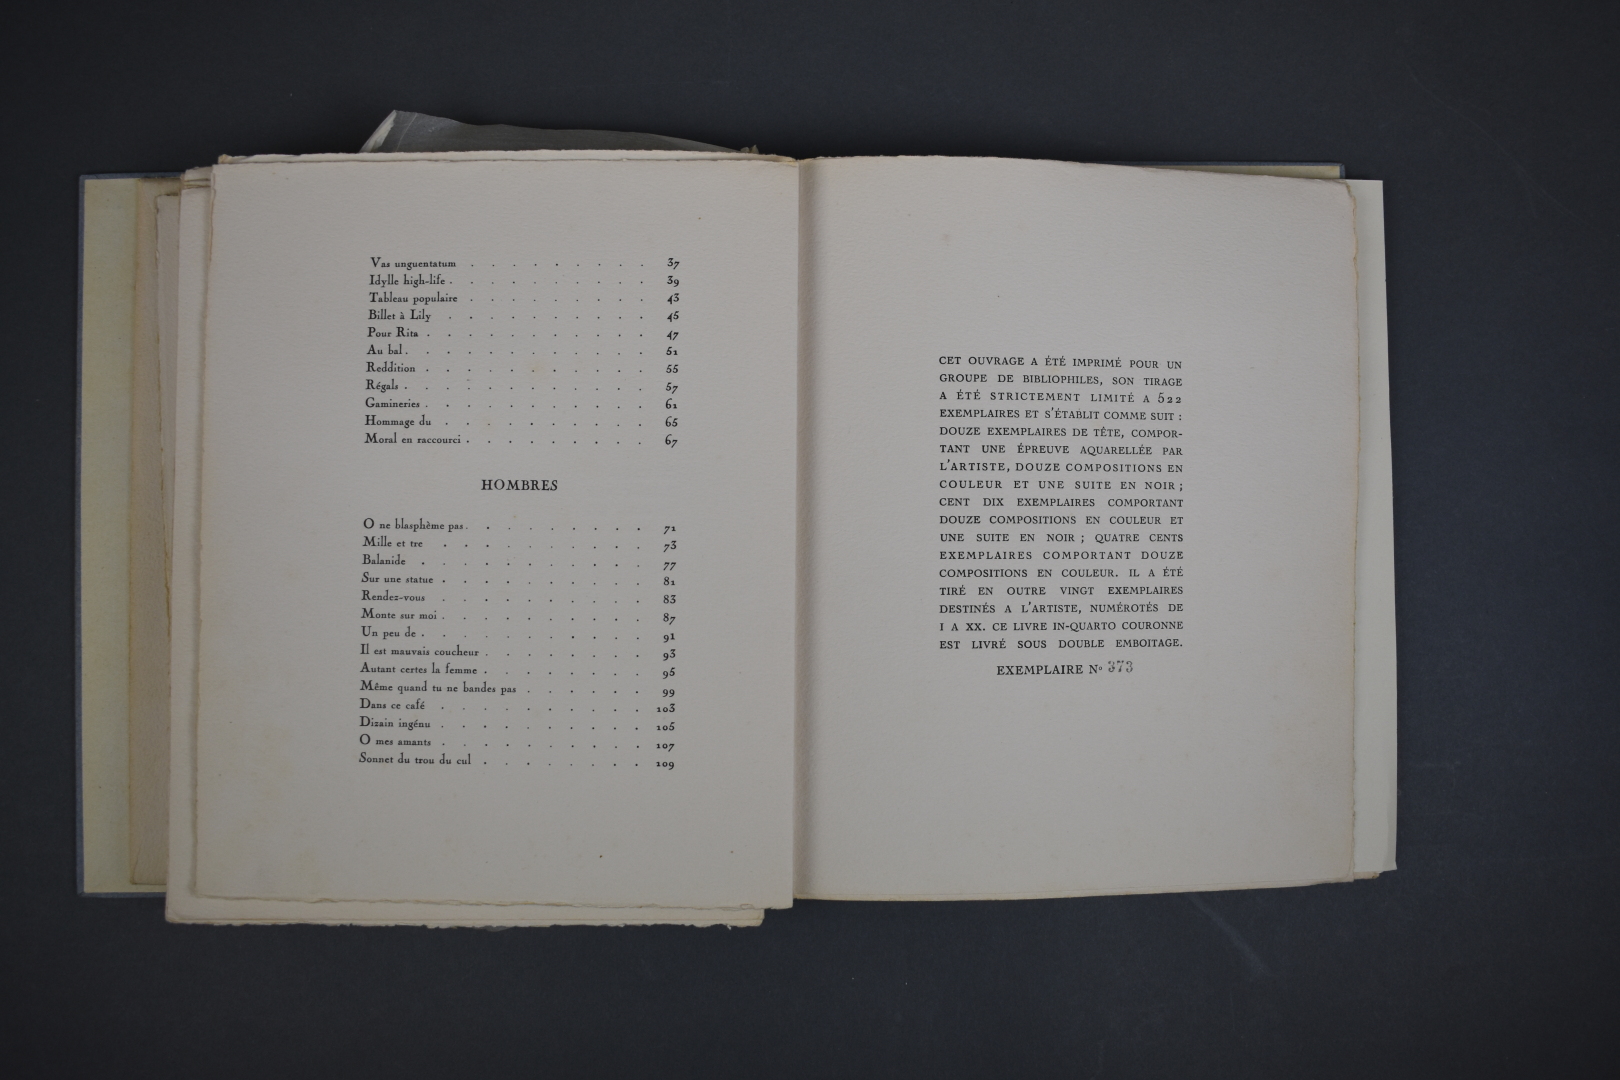 Vas unguentatum . . . . . . . . . 37
Idylle high-life . . . . . . . . . . 39
Tableau populaire . . . . . . . . . 43
Billet à Lily . . . . . . . . . . 45
Pour Rita . . . . . . . . . . . 47
Au bal . . . . . . . . . . . . 51
Reddition . . . . . . . . . . . 55
Régals . . . . . . . . . . . . 57
Gamineries . . . . . . . . . . . 61
Hommage du . . . . . . . . . . 65
Moral en raccourci . . . . . . . . . 67
HOMBRES
O ne blasphème pas . . . . . . . . . 71
Mille et tre . . . . . . . . . . 73
Balanide . . . . . . . . . . . 77
Sur une statue . . . . . . . . . . 81
Rendez-vous . . . . . . . . . . 83
Monte sur moi . . . . . . . . . . 87
Un peu de . . . . . . . . . . . 91
Il est mauvais coucheur . . . . . . . . 93
Autant certes la femme . . . . . . . . 95
Même quand tu ne bandes pas . . . . . . 99
Dans ce café . . . . . . . . . . 103
Dizain ingénu . . . . . . . . . . 105
O mes amants . . . . . . . . . . 107
Sonnet du trou du cul . . . . . . . . 109
CET OUVRAGE A ÉTÉ IMPRIMÉ POUR UN
GROUPE DE BIBLIOPHILES, SON TIRAGE
A ÉTÉ STRICTEMENT LIMITÉ A 522
EXEMPLAIRES ET S'ÉTABLIT COMME SUIT :
DOUZE EXEMPLAIRES DE TÊTE, COMPOR-
TANT UNE ÉPREUVE AQUARELLÉE PAR
L'ARTISTE, DOUZE COMPOSITIONS EN
COULEUR ET UNE SUITE EN NOIR ;
CENT DIX EXEMPLAIRES COMPORTANT
DOUZE COMPOSITIONS EN COULEUR ET
UNE SUITE EN NOIR ; QUATRE CENTS
EXEMPLAIRES COMPORTANT DOUZE
COMPOSITIONS EN COULEUR. IL A ÉTÉ
TIRÉ EN OUTRE VINGT EXEMPLAIRES
DESTINÉS A L'ARTISTE, NUMÉROTÉS DE
I A XX. CE LIVRE IN-QUARTO COURONNE
EST LIVRÉ SOUS DOUBLE EMBOITAGE.
EXEMPLAIRE Nº 373